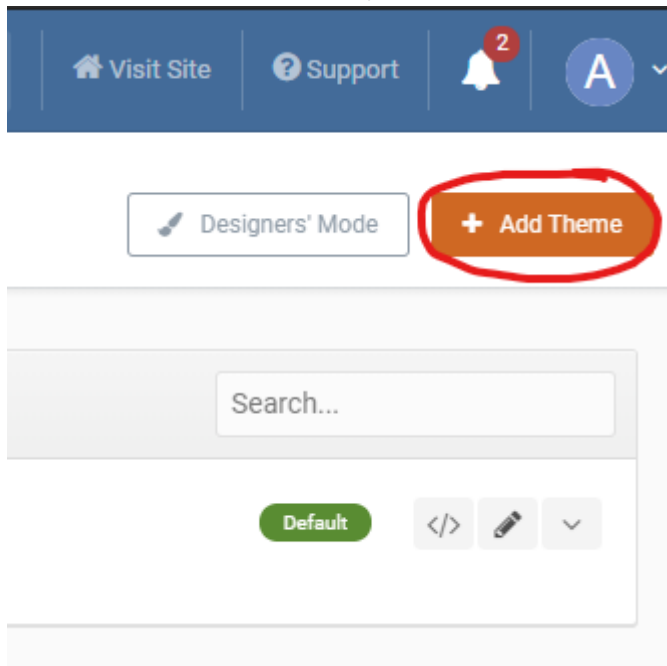 Visit Site Support 2 A
Designers' Mode + Add Theme
Search...
Default </>